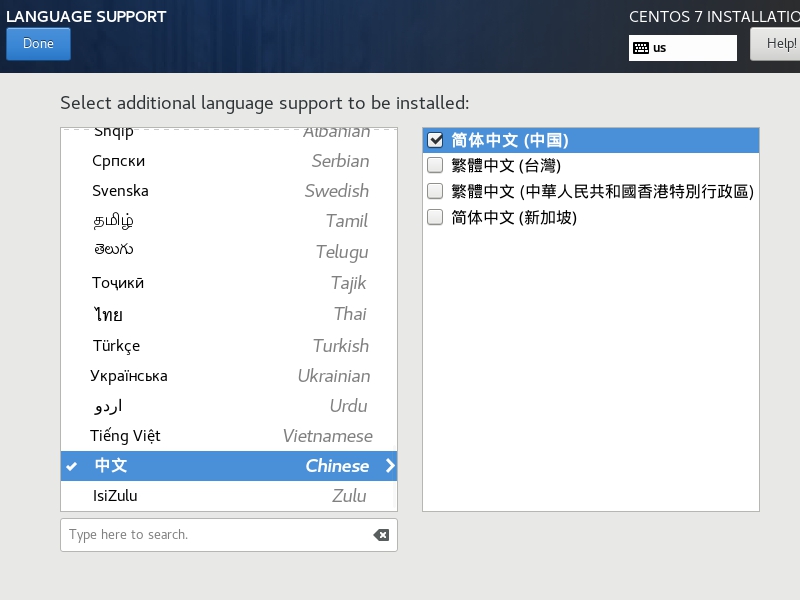 LANGUAGE SUPPORT
CENTOS 7 INSTALLATIO
Done
us
Help!
Select additional language support to be installed:
Shqip Albanian
Српски Serbian
Svenska Swedish
தமிழ் Tamil
తెలుగు Telugu
Тоҷикӣ Tajik
ไทย Thai
Türkçe Turkish
Українська Ukrainian
اردو Urdu
Tiếng Việt Vietnamese
中文 Chinese
IsiZulu Zulu
Type here to search.
简体中文 (中国)
繁體中文 (台灣)
繁體中文 (中華人民共和國香港特別行政區)
简体中文 (新加坡)